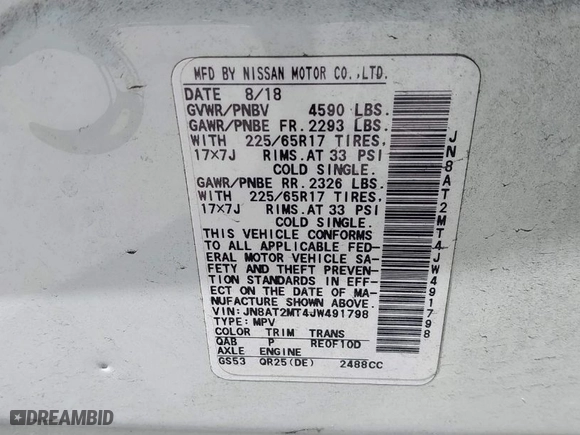 MFD BY NISSAN MOTOR CO.,LTD.
DATE 8/18
GVWR/PNBV 4590 LBS.
GAWR/PNBE FR. 2293 LBS.
WITH 225/65R17 TIRES,
17×7J RIMS. AT 33 PSI
COLD SINGLE.
GAWR/PNBE RR. 2326 LBS.
WITH 225/65R17 TIRES,
17×7J RIMS. AT 33 PSI
COLD SINGLE.
THIS VEHICLE CONFORMS
TO ALL APPLICABLE FED-
ERAL MOTOR VEHICLE SA-
FETY AND THEFT PREVEN-
TION STANDARDS IN EFF-
ECT ON THE DATE OF MA-
NUFACTURE SHOWN ABOVE.
VIN: JN8AT2MT4JW491798
TYPE: MPV
COLOR TRIM TRANS
QAB P RE0F10D
AXLE ENGINE
GS53 QR25(DE) 2488CC
JN8AT2MT4JW491798
DREAMBID